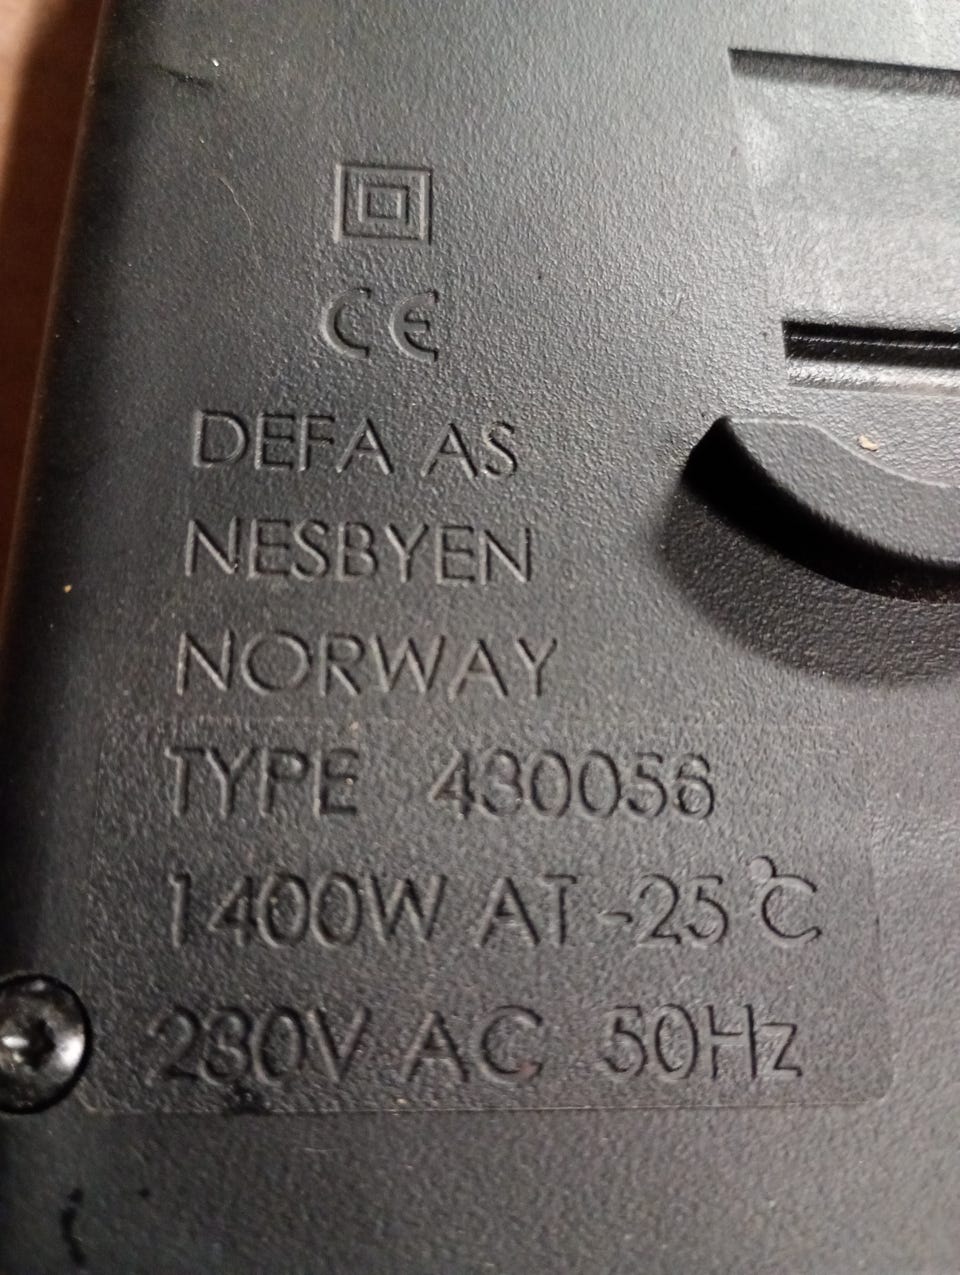 CE
DEFA AS
NESBYEN
NORWAY
TYPE 430056
1400W AT -25°C
230V AC 50Hz